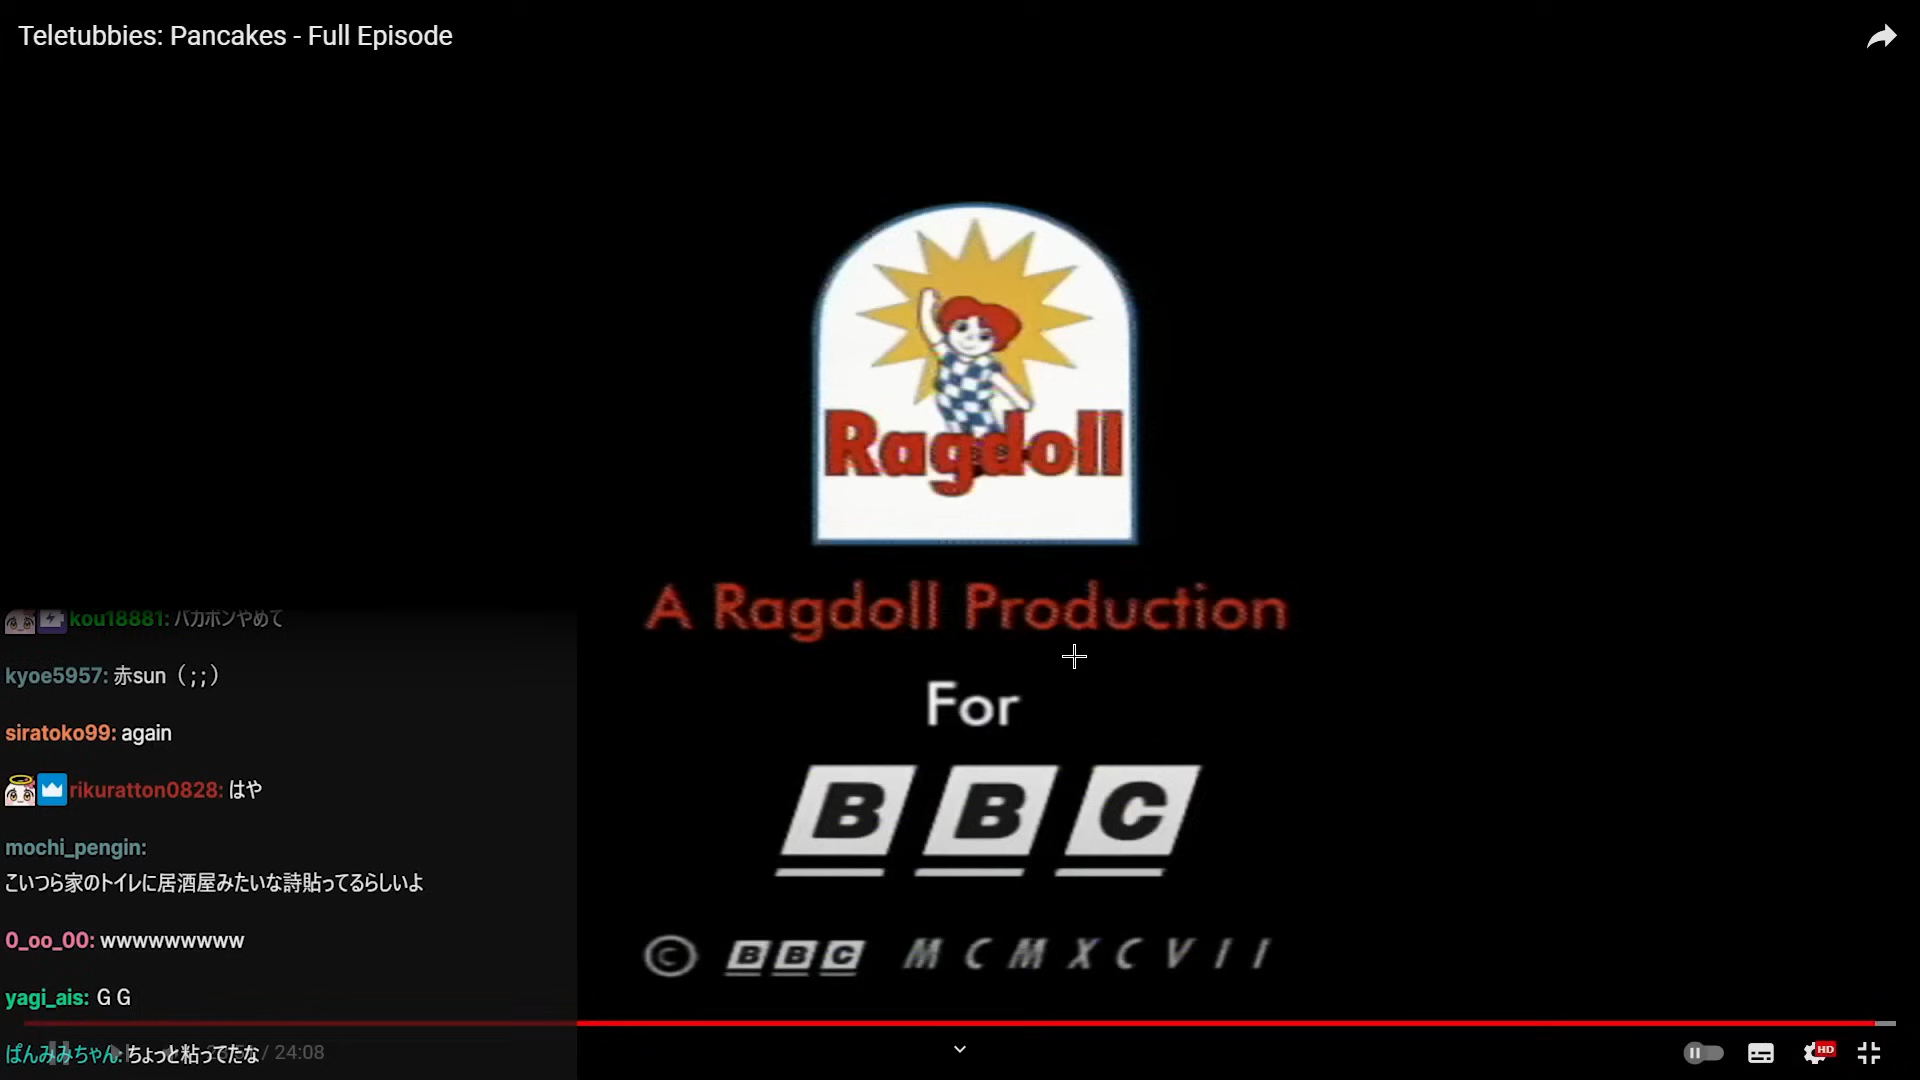 Teletubbies: Pancakes - Full Episode
Ragdoll
A Ragdoll Production
For
BBC
© BBC MCMXCVII
kou18881: バカボンやめて
kyoe5957: 赤sun（ ; ; ）
siratoko99: again
rikuratton0828: はや
mochi_pengin:
こいつら家のトイレに居酒屋みたいな詩貼ってるらしいよ
0_oo_00: wwwwwwwww
yagi_ais: G G
ぱんみみちゃん: ちょっと粘ってたな
/ 24:08
HD